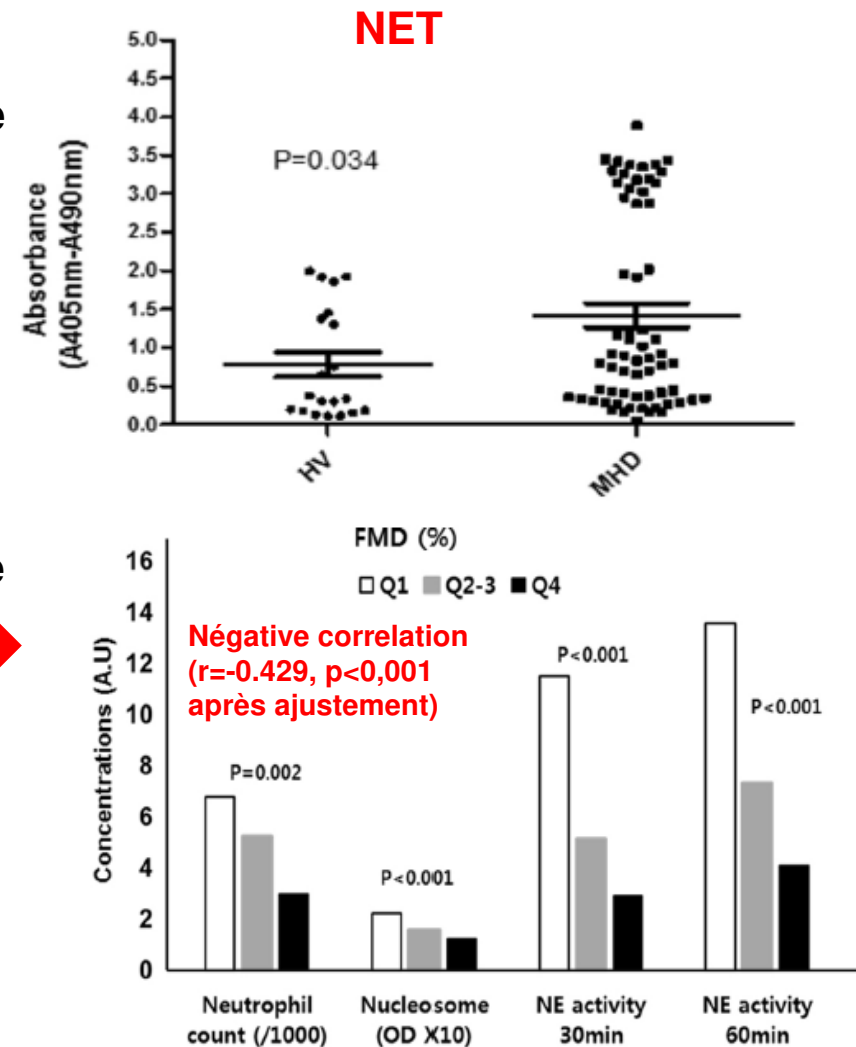 NET
e
5.0
4.5
4.0
3.5
3.0
2.5
2.0
1.5
1.0
0.5
0.0
Absorbance
(A405nm-A490nm)
P=0.034
HV
MHD
e
FMD (%)
Q1 Q2-3 Q4
16
14
12
10
8
6
4
2
0
Concentrations (A.U)
Négative correlation
(r=-0.429, p<0,001
après ajustement)
P=0.002
P<0.001
P<0.001
P<0.001
Neutrophil
count (/1000)
Nucleosome
(OD X10)
NE activity
30min
NE activity
60min